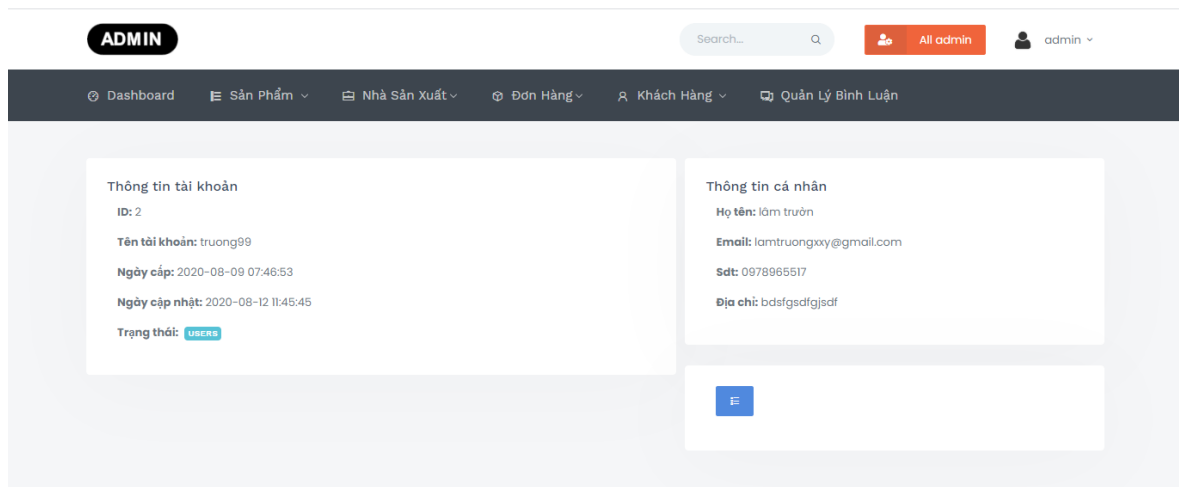 ADMIN
Search...
All admin
admin
Dashboard
Sản Phẩm
Nhà Sản Xuất
Đơn Hàng
Khách Hàng
Quản Lý Bình Luận
Thông tin tài khoản
ID: 2
Tên tài khoản: truong99
Ngày cấp: 2020-08-09 07:46:53
Ngày cập nhật: 2020-08-12 11:45:45
Trạng thái: USERS
Thông tin cá nhân
Họ tên: lâm trườn
Email: lamtruongxxy@gmail.com
Sdt: 0978965517
Địa chỉ: bdsfgsdfgjsdf